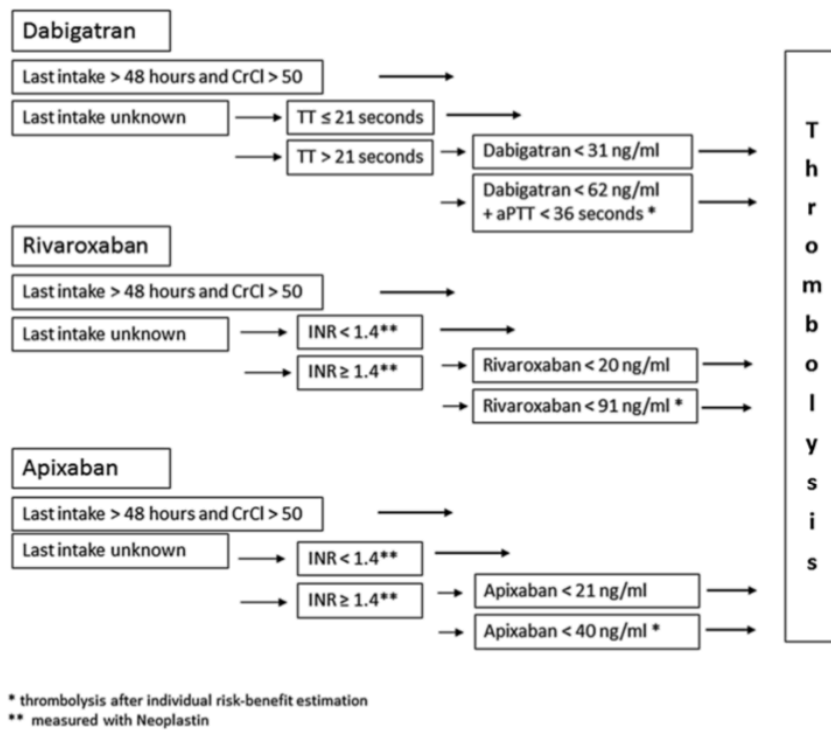 Dabigatran
Last intake > 48 hours and CrCl > 50
Last intake unknown
TT ≤ 21 seconds
TT > 21 seconds
Dabigatran < 31 ng/ml
Dabigatran < 62 ng/ml
+ aPTT < 36 seconds *
Rivaroxaban
Last intake > 48 hours and CrCl > 50
Last intake unknown
INR < 1.4**
INR ≥ 1.4**
Rivaroxaban < 20 ng/ml
Rivaroxaban < 91 ng/ml *
Apixaban
Last intake > 48 hours and CrCl > 50
Last intake unknown
INR < 1.4**
INR ≥ 1.4**
Apixaban < 21 ng/ml
Apixaban < 40 ng/ml *
Thrombolysis
* thrombolysis after individual risk-benefit estimation
** measured with Neoplastin